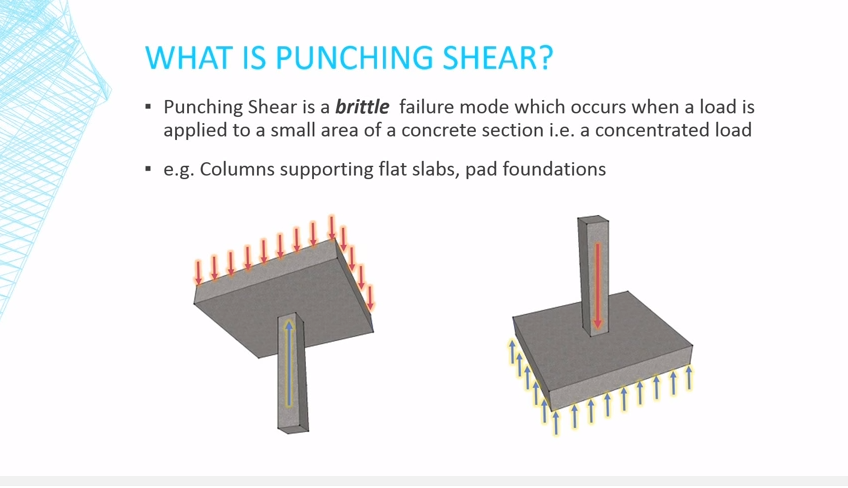 WHAT IS PUNCHING SHEAR?
▪ Punching Shear is a brittle failure mode which occurs when a load is
applied to a small area of a concrete section i.e. a concentrated load
▪ e.g. Columns supporting flat slabs, pad foundations